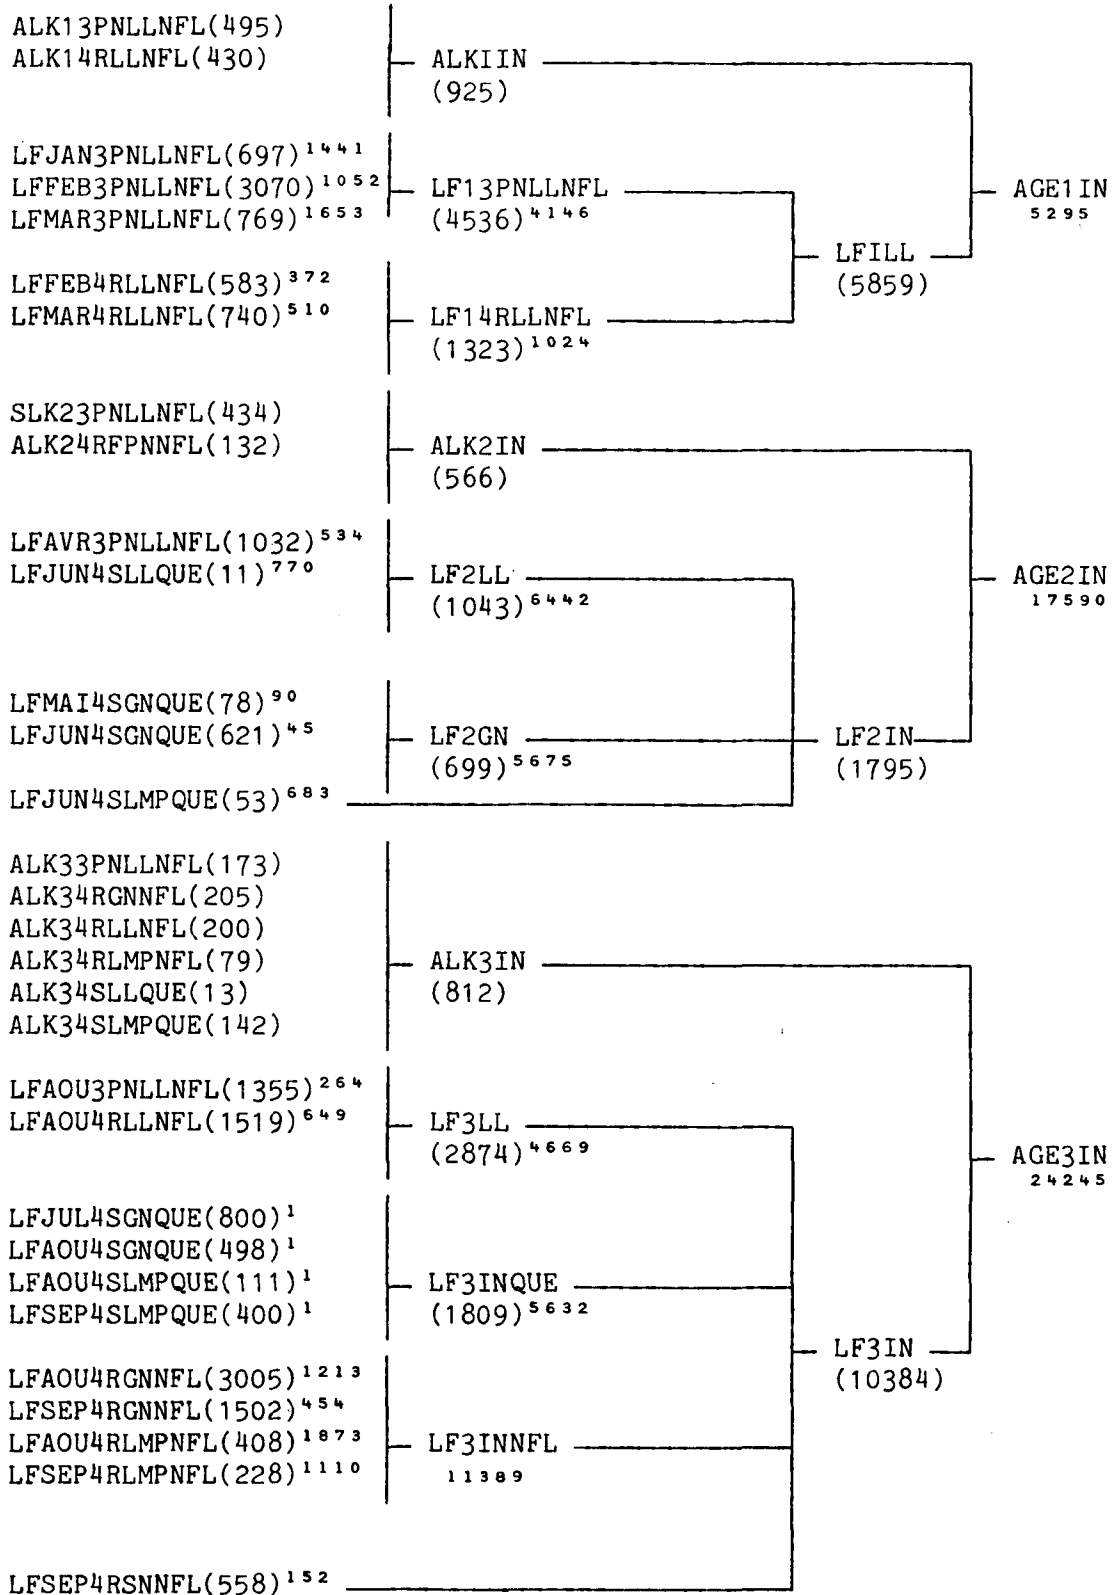 ALK13PNLLNFL(495)
ALK14RLLNFL(430)
ALKIIN
(925)
LFJAN3PNLLNFL(697)¹⁴⁴¹
LFFEB3PNLLNFL(3070)¹⁰⁵²
LFMAR3PNLLNFL(769)¹⁶⁵³
LF13PNLLNFL
(4536)⁴¹⁴⁶
AGE1IN
5295
LFILL
(5859)
LFFEB4RLLNFL(583)³⁷²
LFMAR4RLLNFL(740)⁵¹⁰
LF14RLLNFL
(1323)¹⁰²⁴
SLK23PNLLNFL(434)
ALK24RFPNNFL(132)
ALK2IN
(566)
LFAVR3PNLLNFL(1032)⁵³⁴
LFJUN4SLLQUE(11)⁷⁷⁰
LF2LL
(1043)⁶⁴⁴²
AGE2IN
17590
LFMAI4SGNQUE(78)⁹⁰
LFJUN4SGNQUE(621)⁴⁵
LF2GN
(699)⁵⁶⁷⁵
LF2IN
(1795)
LFJUN4SLMPQUE(53)⁶⁸³
ALK33PNLLNFL(173)
ALK34RGNNFL(205)
ALK34RLLNFL(200)
ALK34RLMPNFL(79)
ALK34SLLQUE(13)
ALK34SLMPQUE(142)
ALK3IN
(812)
LFAOU3PNLLNFL(1355)²⁶⁴
LFAOU4RLLNFL(1519)⁶⁴⁹
LF3LL
(2874)⁴⁶⁶⁹
AGE3IN
24245
LFJUL4SGNQUE(800)¹
LFAOU4SGNQUE(498)¹
LFAOU4SLMPQUE(111)¹
LFSEP4SLMPQUE(400)¹
LF3INQUE
(1809)⁵⁶³²
LF3IN
(10384)
LFAOU4RGNNFL(3005)¹²¹³
LFSEP4RGNNFL(1502)⁴⁵⁴
LFAOU4RLMPNFL(408)¹⁸⁷³
LFSEP4RLMPNFL(228)¹¹¹⁰
LF3INNFL
11389
LFSEP4RSNNFL(558)¹⁵²